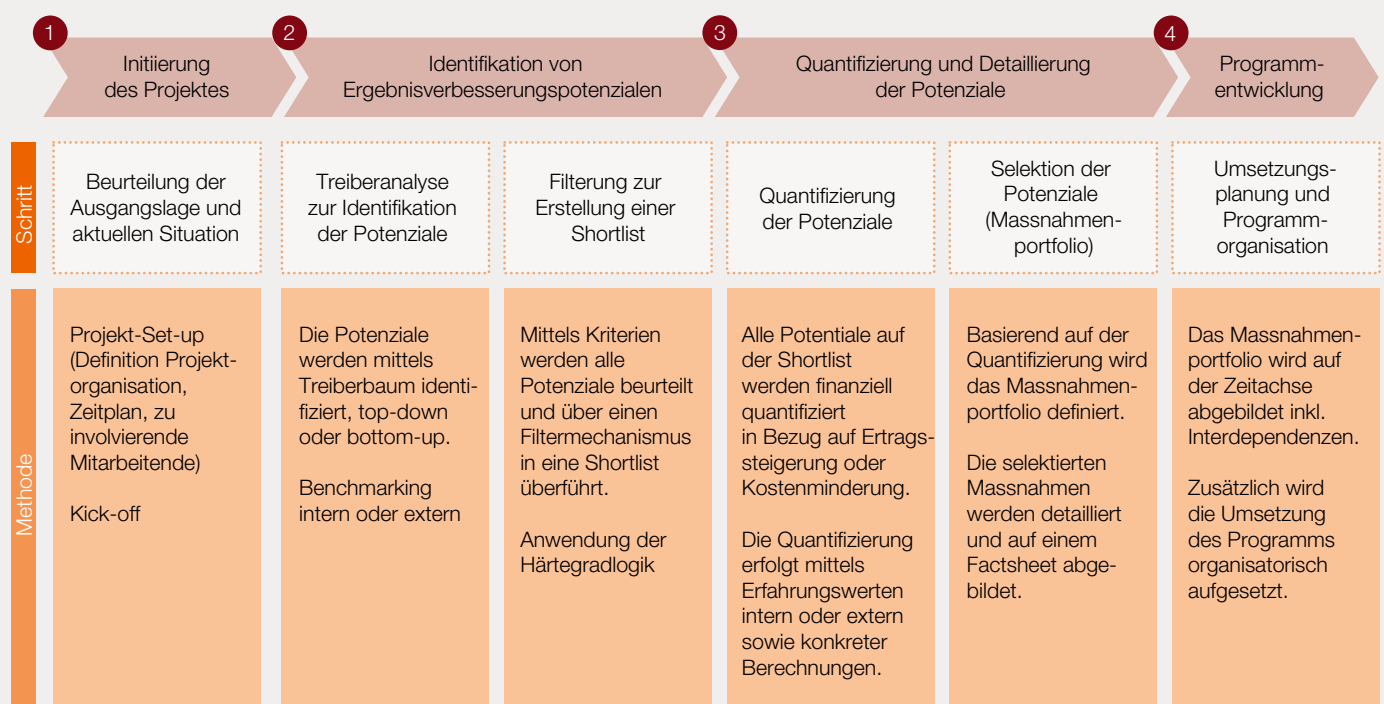 1
Initiierung
des Projektes
2
Identifikation von
Ergebnisverbesserungspotenzialen
3
Quantifizierung und Detaillierung
der Potenziale
4
Programm-
entwicklung
Schritt
Beurteilung der
Ausgangslage und
aktuellen Situation
Treiberanalyse
zur Identifikation
der Potenziale
Filterung zur
Erstellung einer
Shortlist
Quantifizierung
der Potenziale
Selektion der
Potenziale
(Massnahmen-
portfolio)
Umsetzungs-
planung und
Programm-
organisation
Methode
Projekt-Set-up
(Definition Projekt-
organisation,
Zeitplan, zu
involvierende
Mitarbeitende)
Kick-off
Die Potenziale
werden mittels
Treiberbaum identi-
fiziert, top-down
oder bottom-up.
Benchmarking
intern oder extern
Mittels Kriterien
werden alle
Potenziale beurteilt
und über einen
Filtermechanismus
in eine Shortlist
überführt.
Anwendung der
Härtegradlogik
Alle Potentiale auf
der Shortlist
werden finanziell
quantifiziert
in Bezug auf Ertrags-
steigerung oder
Kostenminderung.
Die Quantifizierung
erfolgt mittels
Erfahrungswerten
intern oder extern
sowie konkreter
Berechnungen.
Basierend auf der
Quantifizierung wird
das Massnahmen-
portfolio definiert.
Die selektierten
Massnahmen
werden detailliert
und auf einem
Factsheet abge-
bildet.
Das Massnahmen-
portfolio wird auf
der Zeitachse
abgebildet inkl.
Interdependenzen.
Zusätzlich wird
die Umsetzung
des Programms
organisatorisch
aufgesetzt.